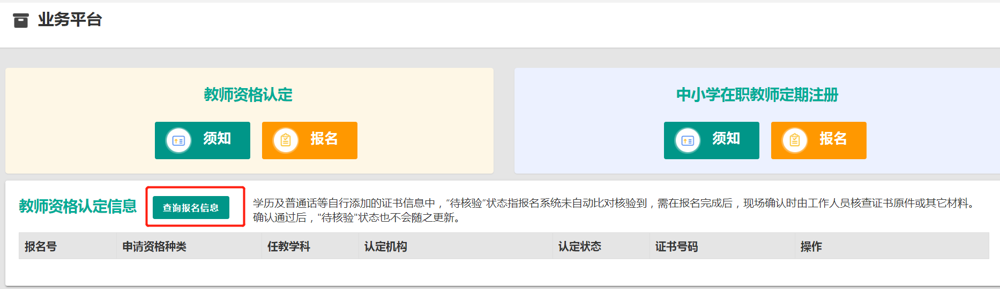 业务平台
教师资格认定
中小学在职教师定期注册
须知
报名
须知
报名
教师资格认定信息
查询报名信息
学历及普通话等自行添加的证书信息中，“待核验”状态指报名系统未自动比对核验到，需在报名完成后，现场确认时由工作人员核查证书原件或其它材料。
确认通过后，"待核验"状态也不会随之更新。
报名号 申请资格种类 任教学科 认定机构 认定状态 证书号码 操作